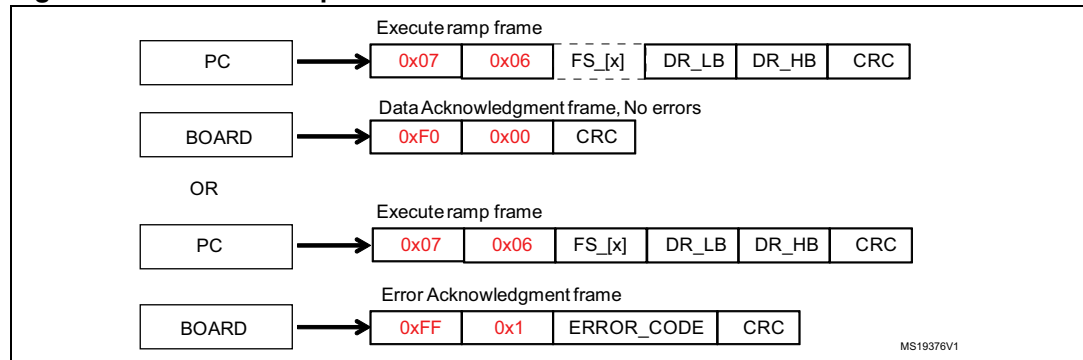 Execute ramp frame
PC 0x07 0x06 FS_[x] DR_LB DR_HB CRC
Data Acknowledgment frame, No errors
BOARD 0xF0 0x00 CRC
OR
Execute ramp frame
PC 0x07 0x06 FS_[x] DR_LB DR_HB CRC
Error Acknowledgment frame
BOARD 0xFF 0x1 ERROR_CODE CRC
MS19376V1